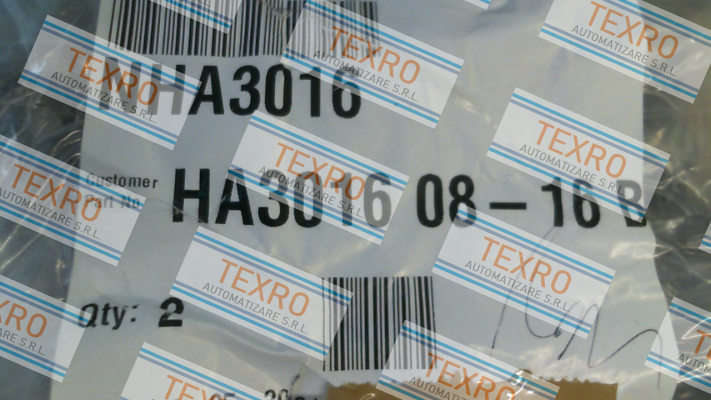 TEXRO
AUTOMATIZARE S.R.L.
TEXRO
AUTOMATIZARE S.R.L.
TEXRO
AUTOMATIZARE S.R.L.
HA3016
TEXRO
AUTOMATIZARE S.R.L.
TEXRO
AUTOMATIZARE S.R.L.
TEXRO
AUTOMATIZARE S.R.L.
Customer
Part No
HA3016 08-16 B
TEXRO
AUTOMATIZARE S.R.L.
TEXRO
AUTOMATIZARE S.R.L.
Qty: 2
TEXRO
TEXRO
TEXRO
AUTOMATIZARE